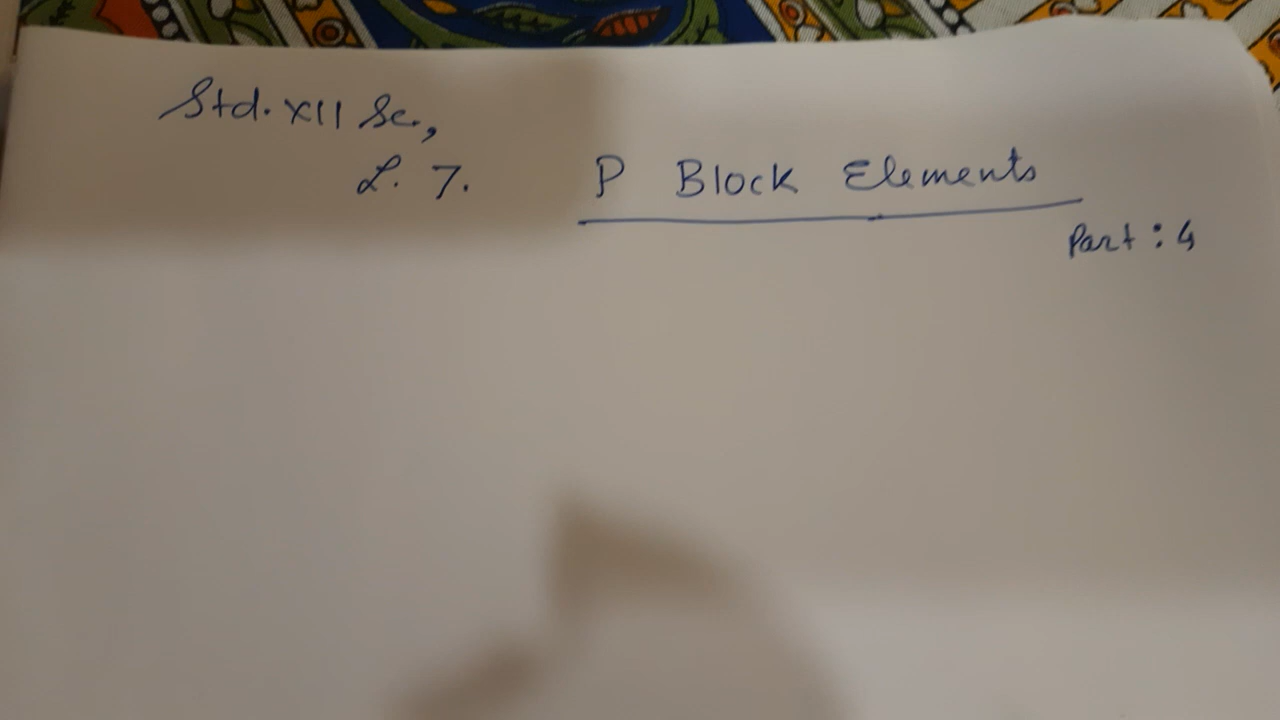 Std. XII Sc.,
L. 7. P Block Elements
Part : 4